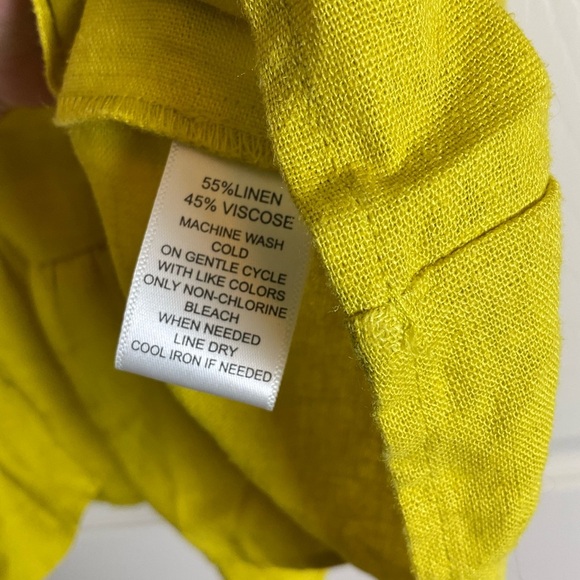 55%LINEN
45% VISCOSE
MACHINE WASH
COLD
ON GENTLE CYCLE
WITH LIKE COLORS
ONLY NON-CHLORINE
BLEACH
WHEN NEEDED
LINE DRY
COOL IRON IF NEEDED